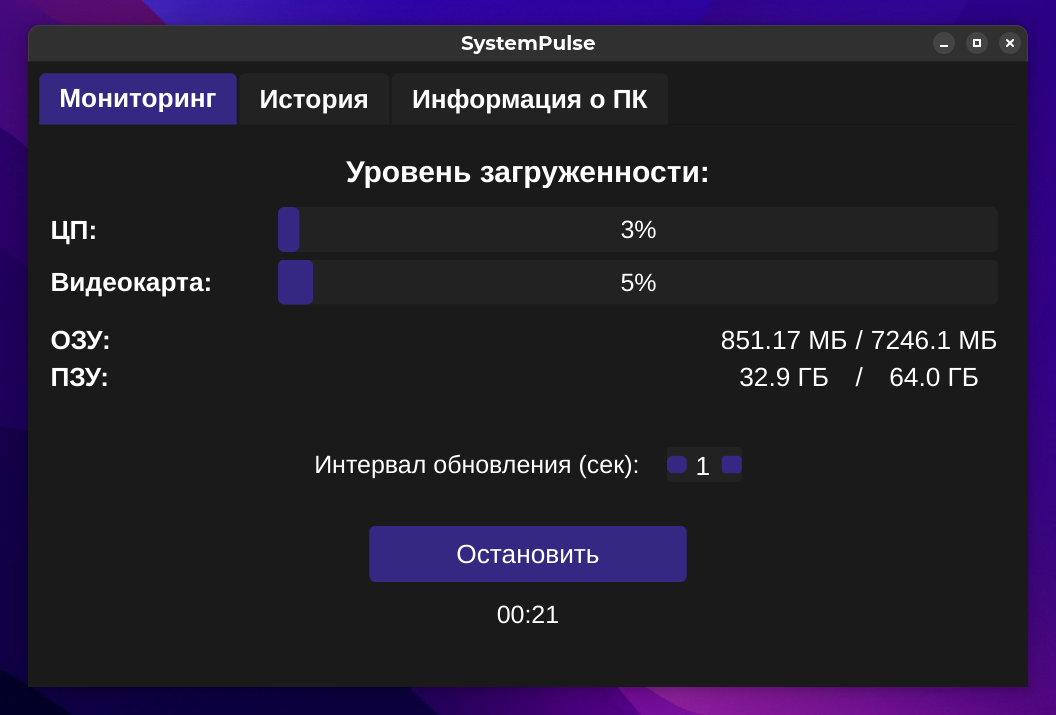 SystemPulse
Мониторинг История Информация о ПК
Уровень загруженности:
ЦП: 3%
Видеокарта: 5%
ОЗУ: 851.17 МБ / 7246.1 МБ
ПЗУ: 32.9 ГБ / 64.0 ГБ
Интервал обновления (сек): 1
Остановить
00:21